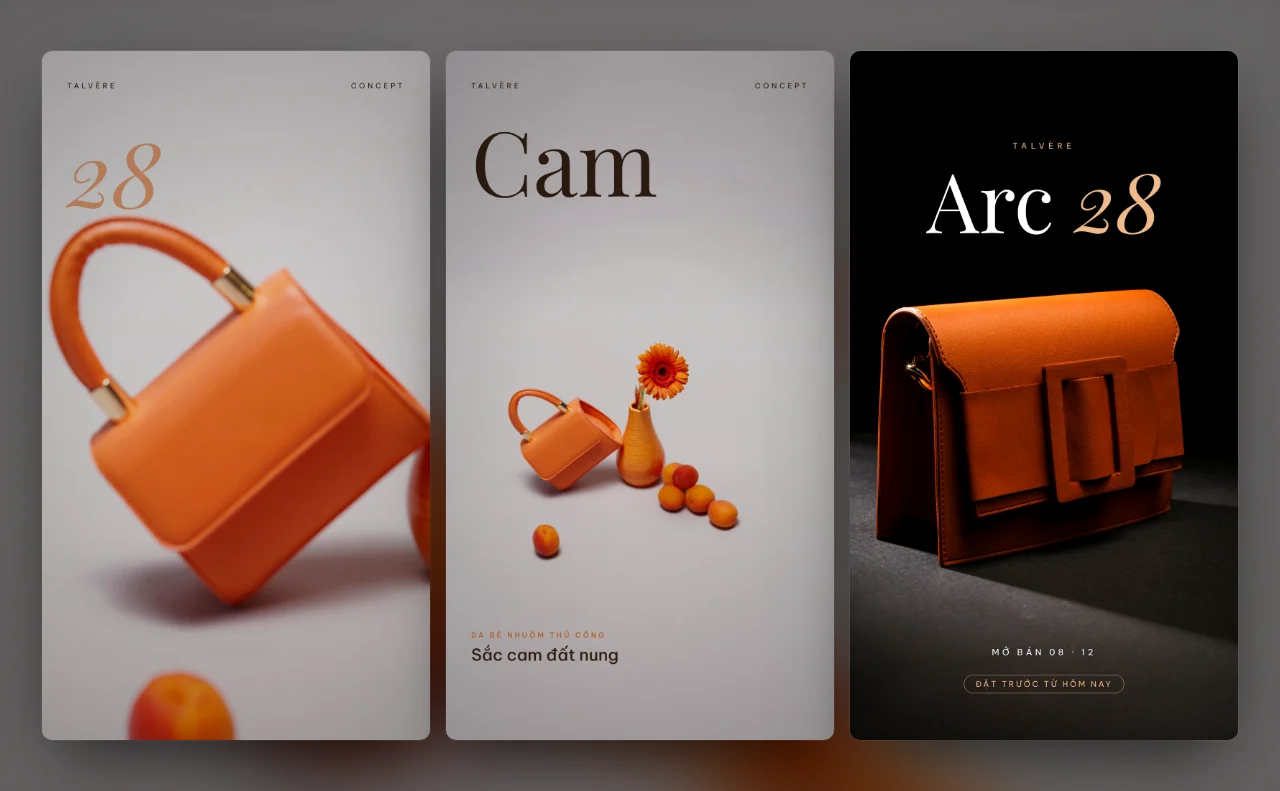 TALVÈRE
CONCEPT
28
TALVÈRE
CONCEPT
Cam
DA BÊ NHUỘM THỦ CÔNG
Sắc cam đất nung
TALVÈRE
Arc 28
MỞ BÁN 08 · 12
ĐẶT TRƯỚC TỪ HÔM NAY